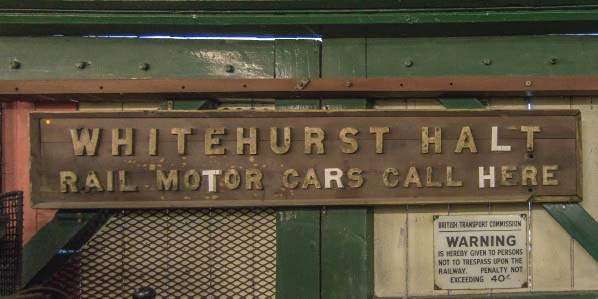 WHITEHURST HALT
RAIL MOTOR CARS CALL HERE
BRITISH TRANSPORT COMMISSION
WARNING
IS HEREBY GIVEN TO PERSONS
NOT TO TRESPASS UPON THE
RAILWAY. PENALTY NOT
EXCEEDING 40/-